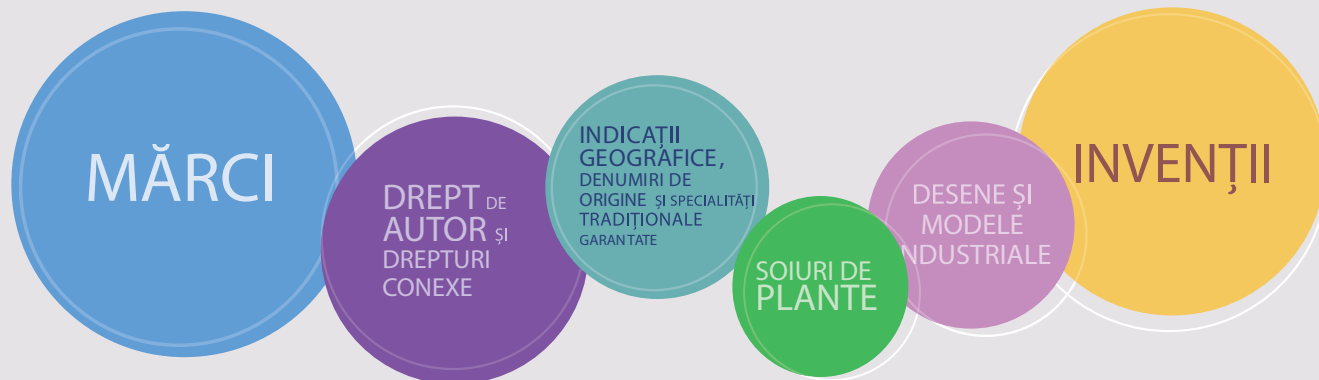 MĂRCI
DREPT DE
AUTOR ȘI
DREPTURI
CONEXE
INDICAȚII
GEOGRAFICE,
DENUMIRI DE
ORIGINE ȘI SPECIALITĂȚI
TRADIȚIONALE
GARANTATE
SOIURI DE
PLANTE
DESENE ȘI
MODELE
INDUSTRIALE
INVENȚII